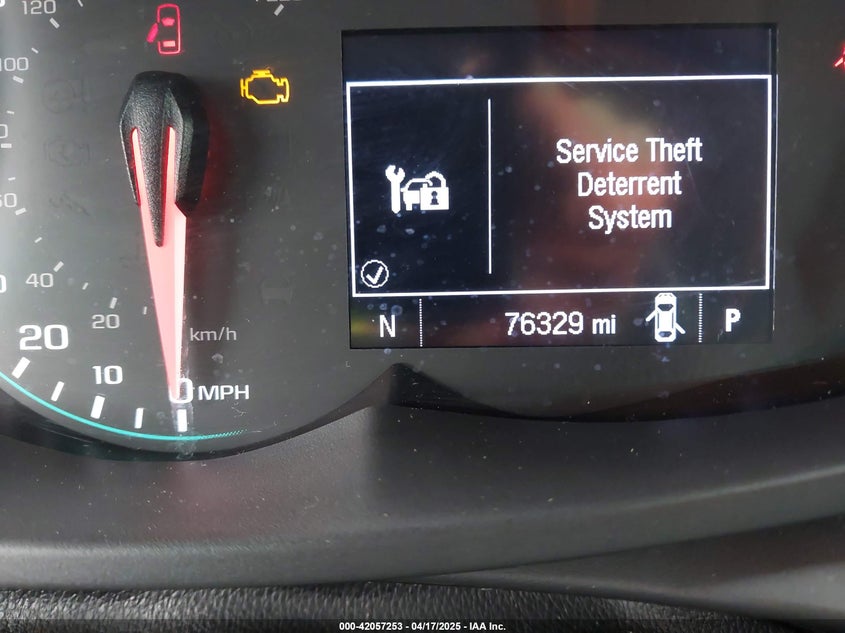 120
100
60
40
20
20
km/h
10
0 MPH
Service Theft
Deterrent
System
N
76329 mi
P
000-42057253 - 04/17/2025 - IAA Inc.